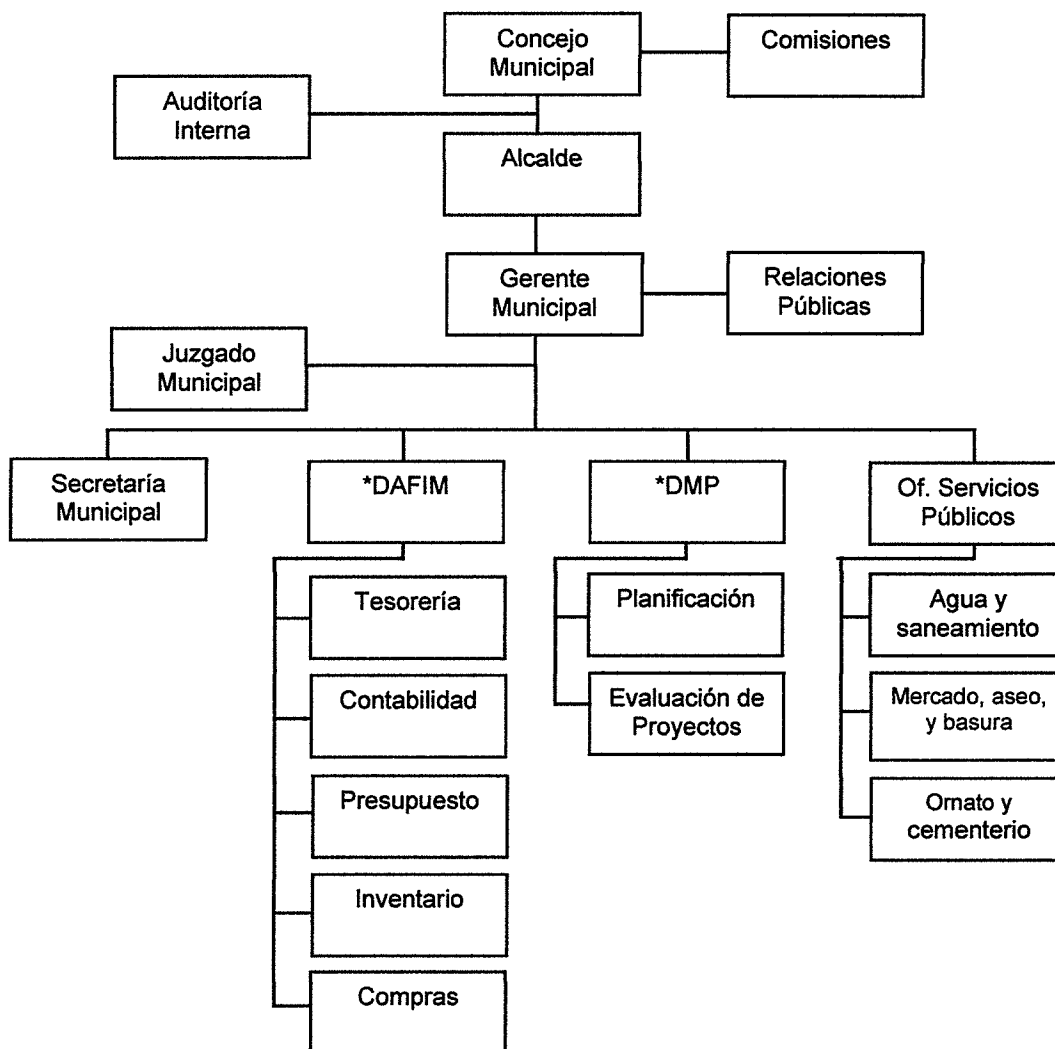 Concejo
Municipal
Comisiones
Auditoría
Interna
Alcalde
Gerente
Municipal
Relaciones
Públicas
Juzgado
Municipal
Secretaría
Municipal
*DAFIM
*DMP
Of. Servicios
Públicos
Tesorería
Contabilidad
Presupuesto
Inventario
Compras
Planificación
Evaluación de
Proyectos
Agua y
saneamiento
Mercado, aseo,
y basura
Ornato y
cementerio